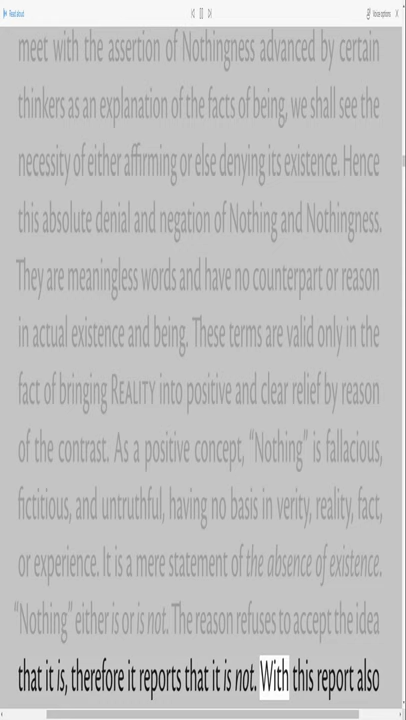 Read aloud
Voice options
meet with the assertion of Nothingness advanced by certain
thinkers as an explanation of the facts of being, we shall see the
necessity of either affirming or else denying its existence. Hence
this absolute denial and negation of Nothing and Nothingness.
They are meaningless words and have no counterpart or reason
in actual existence and being. These terms are valid only in the
fact of bringing REALITY into positive and clear relief by reason
of the contrast. As a positive concept, “Nothing” is fallacious,
fictitious, and untruthful, having no basis in verity, reality, fact,
or experience. It is a mere statement of the absence of existence.
“Nothing” either is or is not. The reason refuses to accept the idea
that it is, therefore it reports that it is not. With this report also